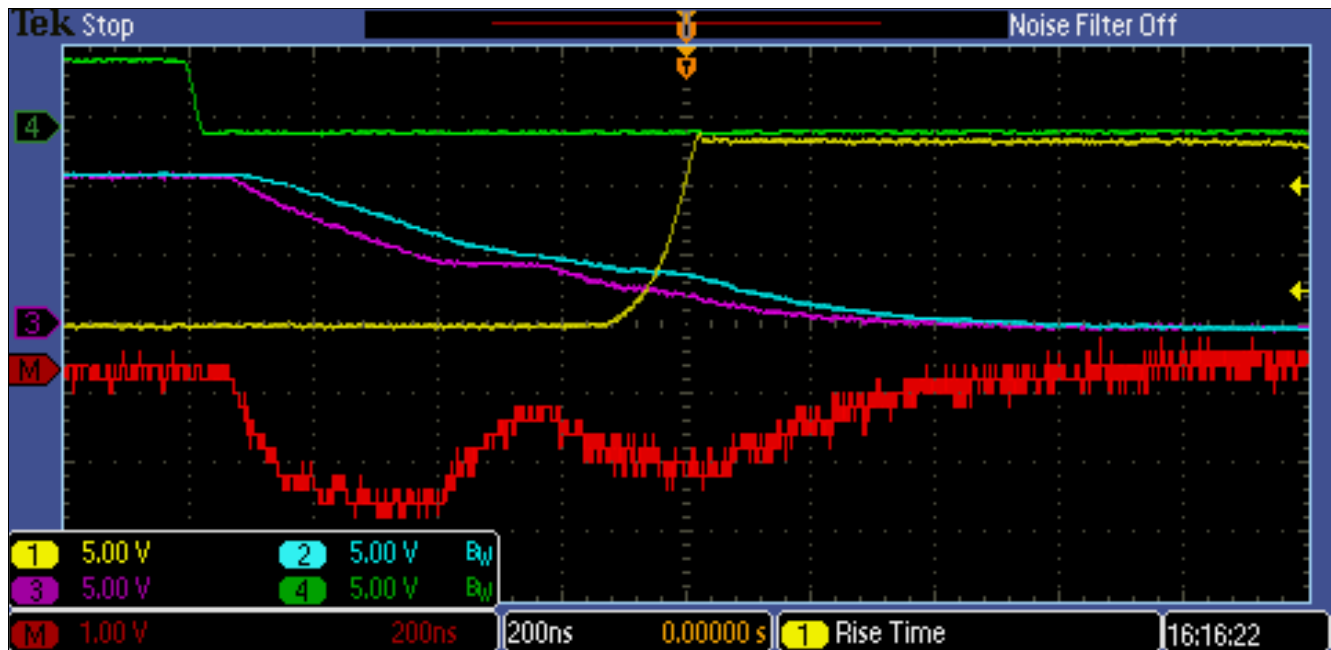 Tek Stop Noise Filter Off
T
T
4
3
M
1 5.00 V 2 5.00 V BW
3 5.00 V 4 5.00 V BW
M 1.00 V 200ns 200ns 0.00000 s 1 Rise Time 16:16:22